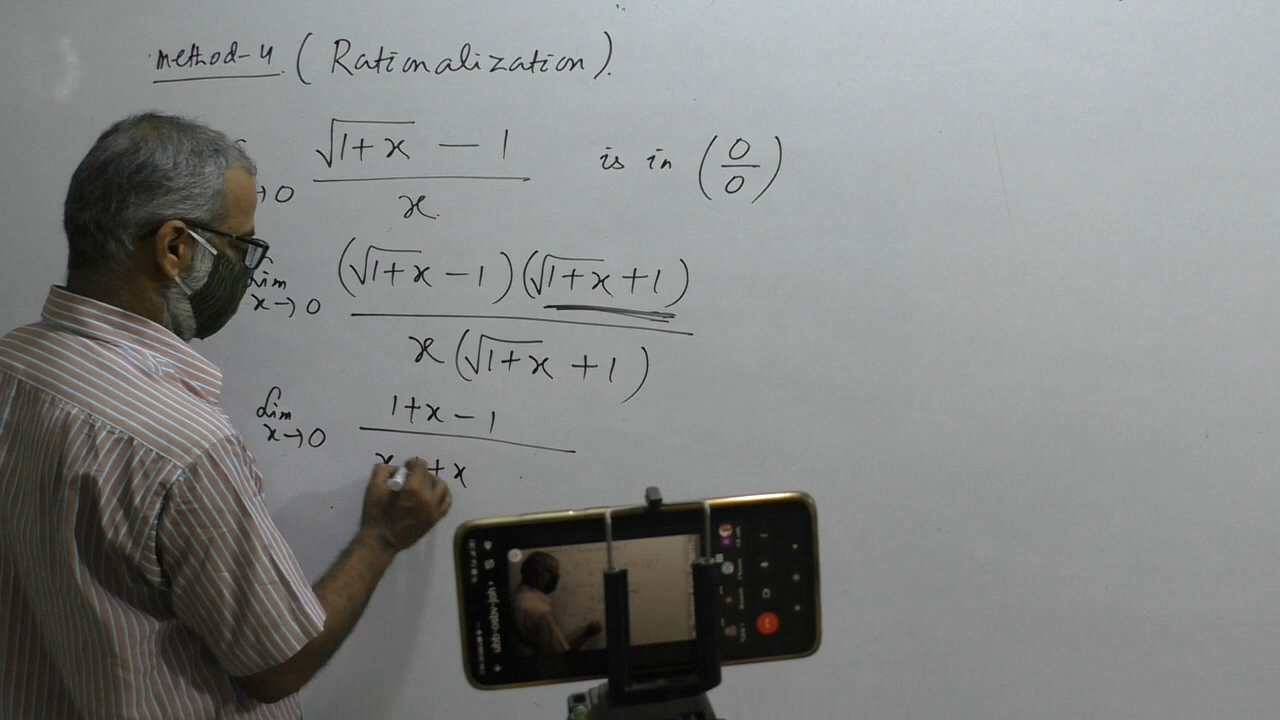 method-4 (Rationalization).
→0 √1+x − 1 / x is in (0/0)
Lim x→0 (√1+x − 1)(√1+x + 1) / x(√1+x + 1)
Lim x→0 1+x − 1 / x + x